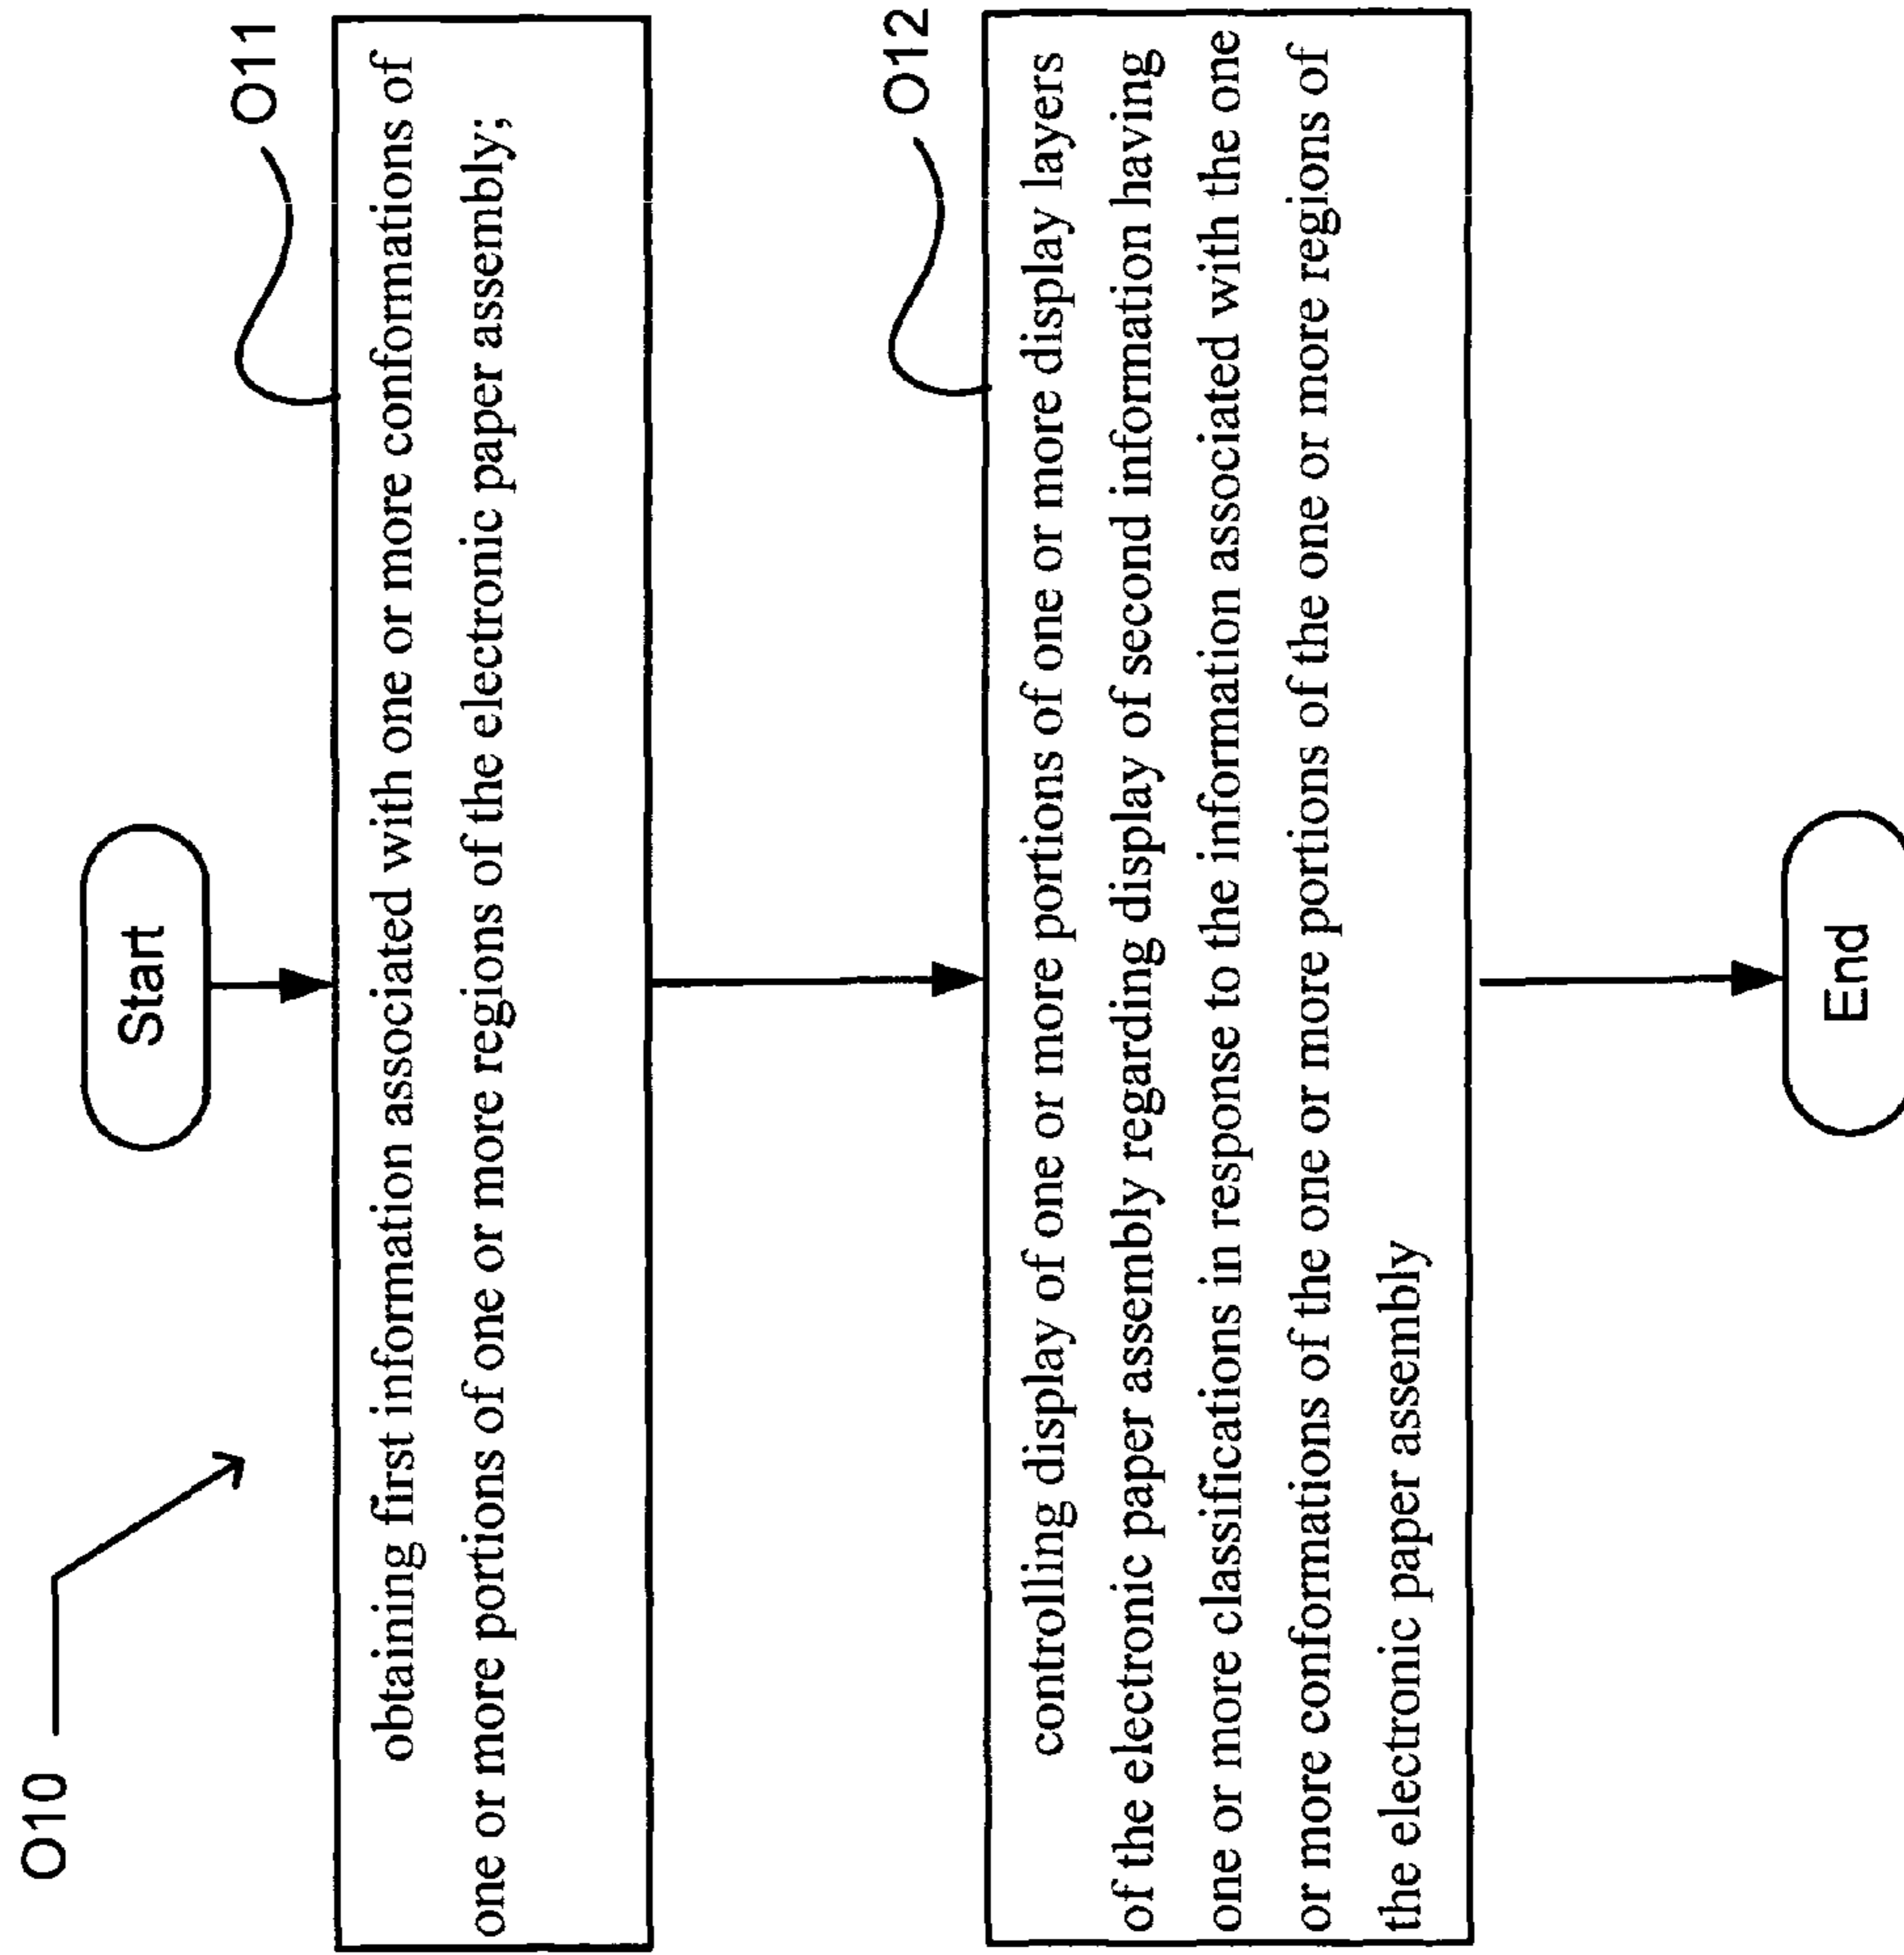 O10
Start
O11
obtaining first information associated with one or more conformations of
one or more portions of one or more regions of the electronic paper assembly;
O12
controlling display of one or more portions of one or more display layers
of the electronic paper assembly regarding display of second information having
one or more classifications in response to the information associated with the one
or more conformations of the one or more portions of the one or more regions of
the electronic paper assembly
End